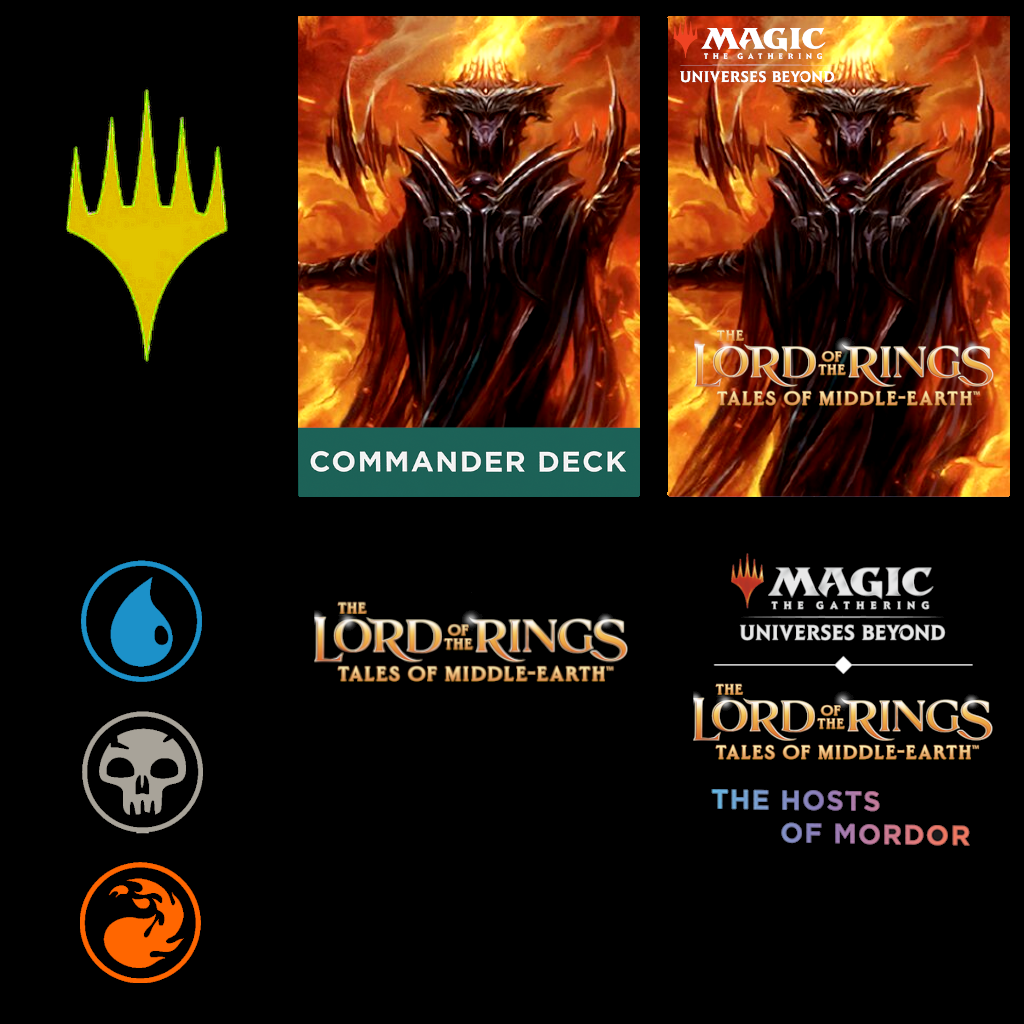 COMMANDER DECK
MAGIC
THE GATHERING
UNIVERSES BEYOND
THE
LORD OF THE RINGS
TALES OF MIDDLE-EARTH™
THE
LORD OF THE RINGS
TALES OF MIDDLE-EARTH™
MAGIC
THE GATHERING
UNIVERSES BEYOND
THE
LORD OF THE RINGS
TALES OF MIDDLE-EARTH™
THE HOSTS
OF MORDOR